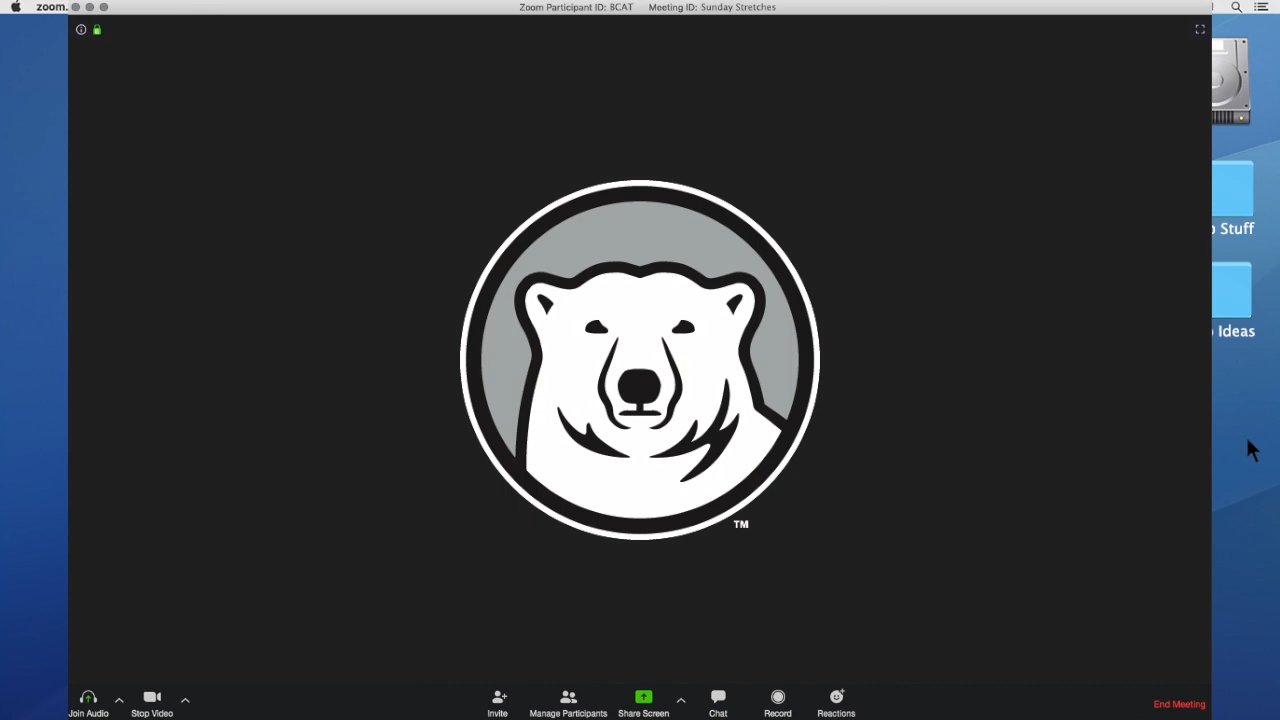 zoom.
Zoom Participant ID: BCAT Meeting ID: Sunday Stretches
Stuff
Ideas
TM
Join Audio
Stop Video
Invite
Manage Participants
Share Screen
Chat
Record
Reactions
End Meeting